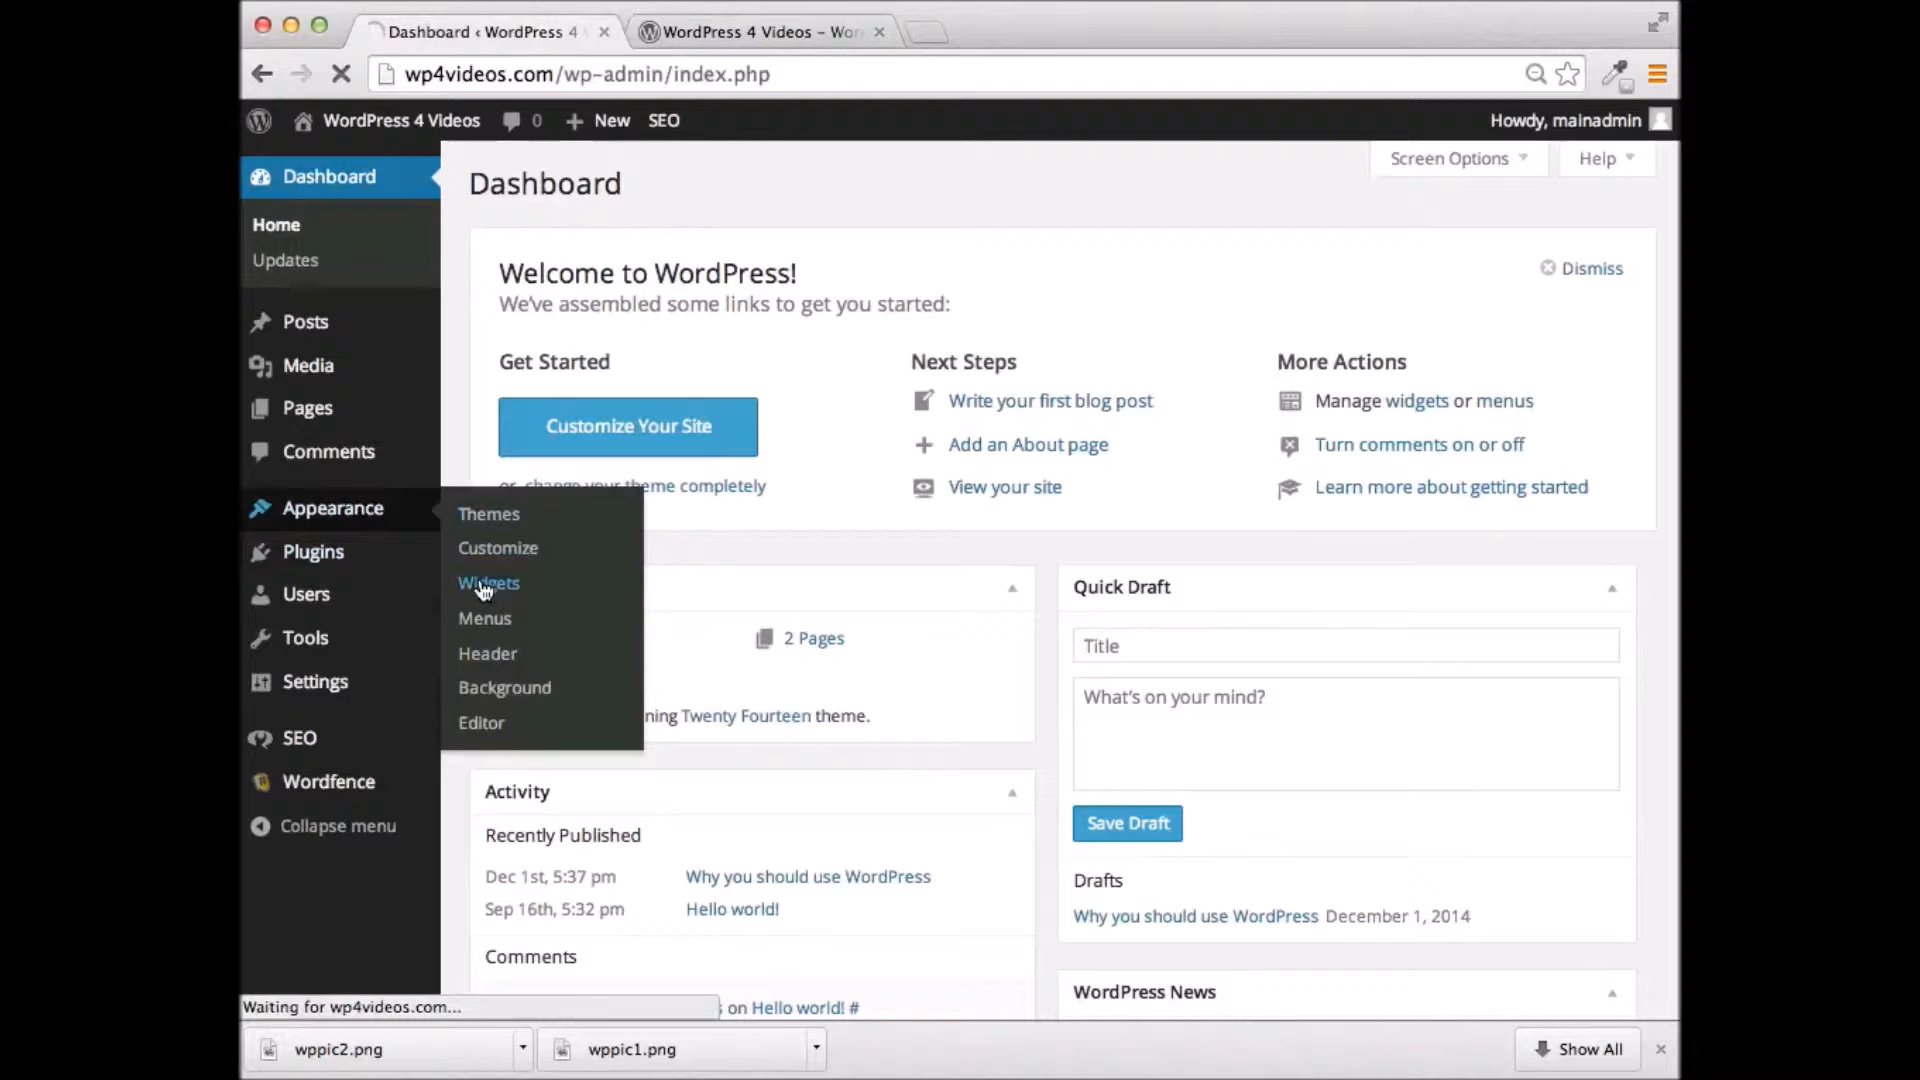 Dashboard ‹ WordPress 4
WordPress 4 Videos – Wor
wp4videos.com/wp-admin/index.php
WordPress 4 Videos 0 New SEO
Howdy, mainadmin
Dashboard
Home
Updates
Posts
Media
Pages
Comments
Appearance
Plugins
Users
Tools
Settings
SEO
Wordfence
Collapse menu
Themes
Customize
Widgets
Menus
Header
Background
Editor
Screen Options
Help
Dashboard
Welcome to WordPress!
Dismiss
We've assembled some links to get you started:
Get Started
Customize Your Site
or, change your theme completely
Next Steps
Write your first blog post
Add an About page
View your site
More Actions
Manage widgets or menus
Turn comments on or off
Learn more about getting started
2 Pages
ning Twenty Fourteen theme.
Activity
Recently Published
Dec 1st, 5:37 pm Why you should use WordPress
Sep 16th, 5:32 pm Hello world!
Comments
on Hello world! #
Quick Draft
Title
What's on your mind?
Save Draft
Drafts
Why you should use WordPress December 1, 2014
WordPress News
Waiting for wp4videos.com...
wppic2.png
wppic1.png
Show All